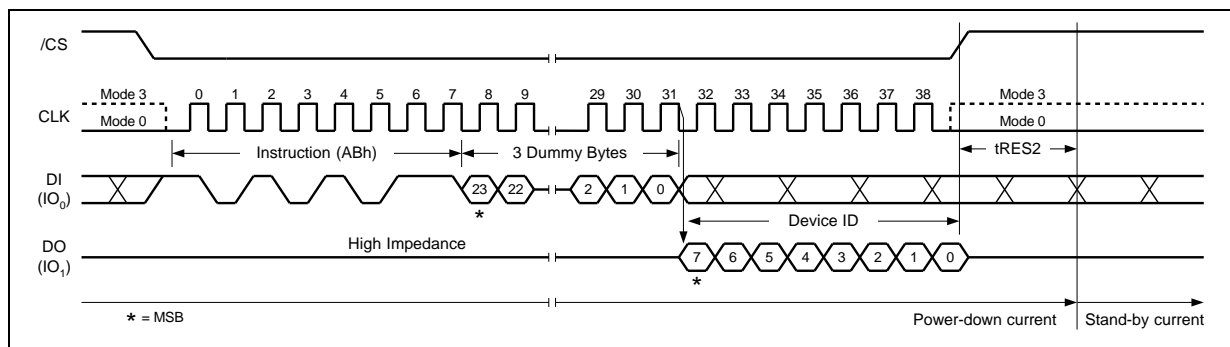 /CS
Mode 3 0 1 2 3 4 5 6 7 8 9 29 30 31 32 33 34 35 36 37 38 Mode 3
CLK
Mode 0 Mode 0
Instruction (ABh) 3 Dummy Bytes tRES2
DI
(IO0)
23 22 2 1 0
*
Device ID
DO
(IO1)
High Impedance
7 6 5 4 3 2 1 0
*
* = MSB
Power-down current Stand-by current